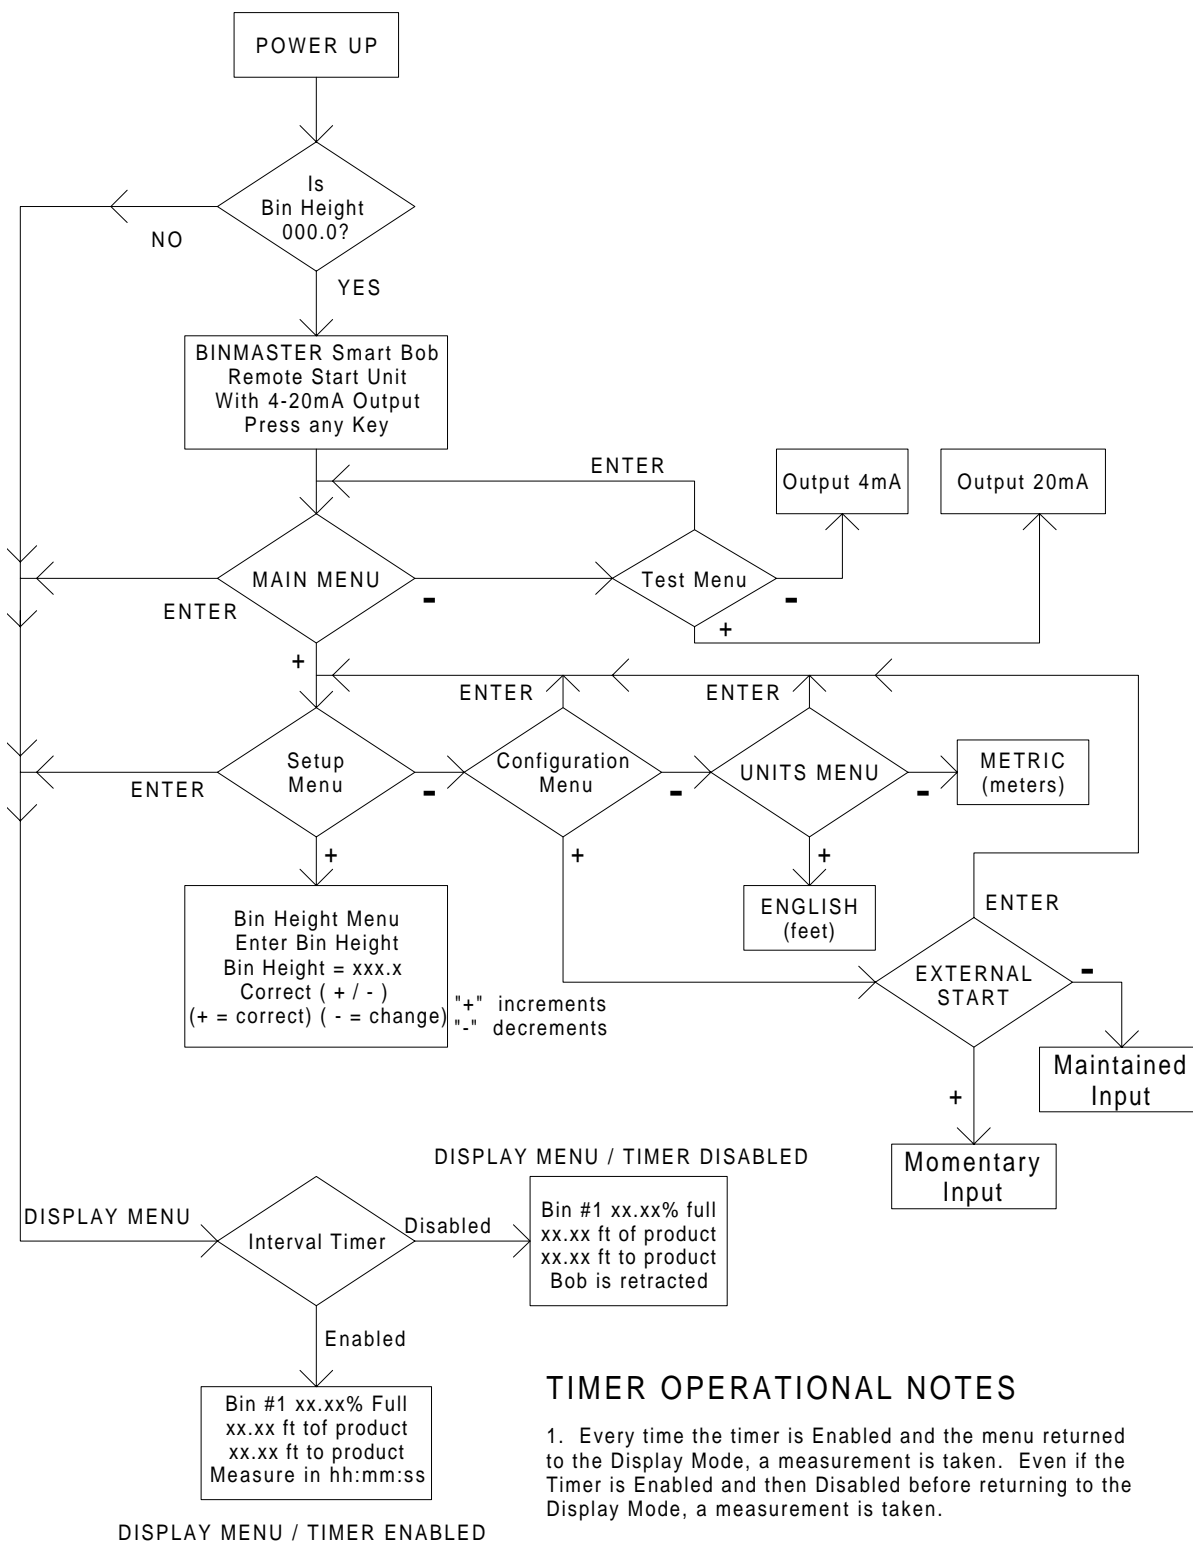 POWER UP
Is
Bin Height
000.0?
NO
YES
BINMASTER Smart Bob
Remote Start Unit
With 4-20mA Output
Press any Key
ENTER
Output 4mA
Output 20mA
MAIN MENU
-
Test Menu
-
ENTER
+
+
ENTER
ENTER
Setup
Menu
Configuration
Menu
UNITS MENU
METRIC
(meters)
ENTER
-
-
-
+
+
+
Bin Height Menu
Enter Bin Height
Bin Height = xxx.x
Correct ( + / - )
(+ = correct) ( - = change)
"+" increments
"-" decrements
ENGLISH
(feet)
ENTER
EXTERNAL
START
-
Maintained
Input
+
Momentary
Input
DISPLAY MENU / TIMER DISABLED
DISPLAY MENU
Interval Timer
Disabled
Bin #1 xx.xx% full
xx.xx ft of product
xx.xx ft to product
Bob is retracted
Enabled
Bin #1 xx.xx% Full
xx.xx ft tof product
xx.xx ft to product
Measure in hh:mm:ss
DISPLAY MENU / TIMER ENABLED
TIMER OPERATIONAL NOTES
1. Every time the timer is Enabled and the menu returned
to the Display Mode, a measurement is taken. Even if the
Timer is Enabled and then Disabled before returning to the
Display Mode, a measurement is taken.